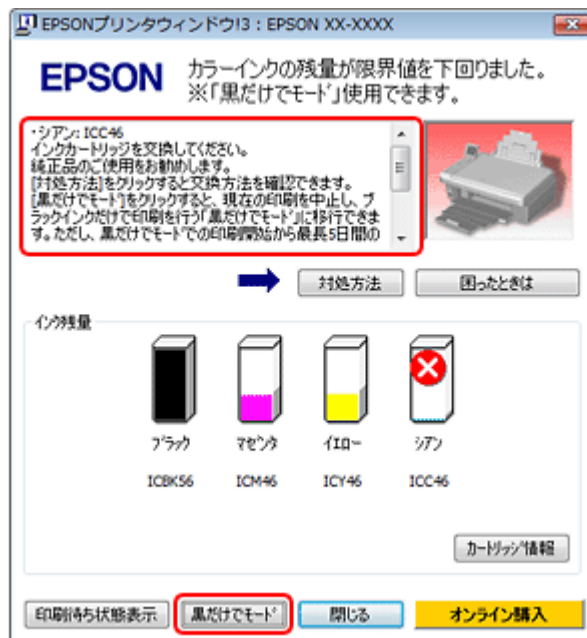 EPSONプリンタウィンドウ!3 : EPSON XX-XXXX
EPSON
カラーインクの残量が限界値を下回りました。
※「黒だけでモード」使用できます。
・シアン: ICC46
インクカートリッジを交換してください。
純正品のご使用をお勧めします。
[対処方法]をクリックすると交換方法を確認できます。
[黒だけでモード]をクリックすると、現在の印刷を中止し、ブ
ラックインクだけで印刷を行う「黒だけでモード」に移行できま
す。ただし、黒だけでモードでの印刷開始から最長5日間の
対処方法
困ったときは
インク残量
ブラック
マゼンタ
イエロー
シアン
ICBK56
ICM46
ICY46
ICC46
カートリッジ情報
印刷待ち状態表示
黒だけでモード
閉じる
オンライン購入